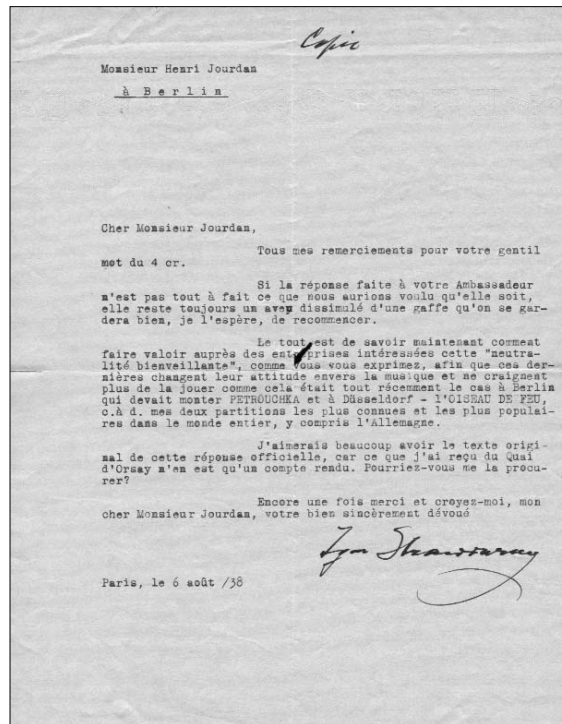 Copie
Monsieur Henri Jourdan
à Berlin
Cher Monsieur Jourdan,
Tous mes remerciements pour votre gentil
mot du 4 cr.
Si la réponse faite à votre Ambassadeur
n'est pas tout à fait ce que nous aurions voulu qu'elle soit,
elle reste toujours un aveu dissimulé d'une gaffe qu'on se gar-
dera bien, je l'espère, de recommencer.
Le tout est de savoir maintenant comment
faire valoir auprès des entreprises intéressées cette "neutra-
lité bienveillante", comme vous vous exprimez, afin que ces der-
nières changent leur attitude envers la musique et ne craignent
plus de la jouer comme cela était tout récemment le cas à Berlin
qui devait monter PETROUCHKA et à Düsseldorf - l'OISEAU DE FEU,
c.à d. mes deux partitions les plus connues et les plus populai-
res dans le monde entier, y compris l'Allemagne.
J'aimerais beaucoup avoir le texte origi-
nal de cette réponse officielle, car ce que j'ai reçu du Quai
d'Orsay n'en est qu'un compte rendu. Pourriez-vous me la procu-
rer?
Encore une fois merci et croyez-moi, mon
cher Monsieur Jourdan, votre bien sincèrement dévoué
Igor Strawinsky
Paris, le 6 août /38